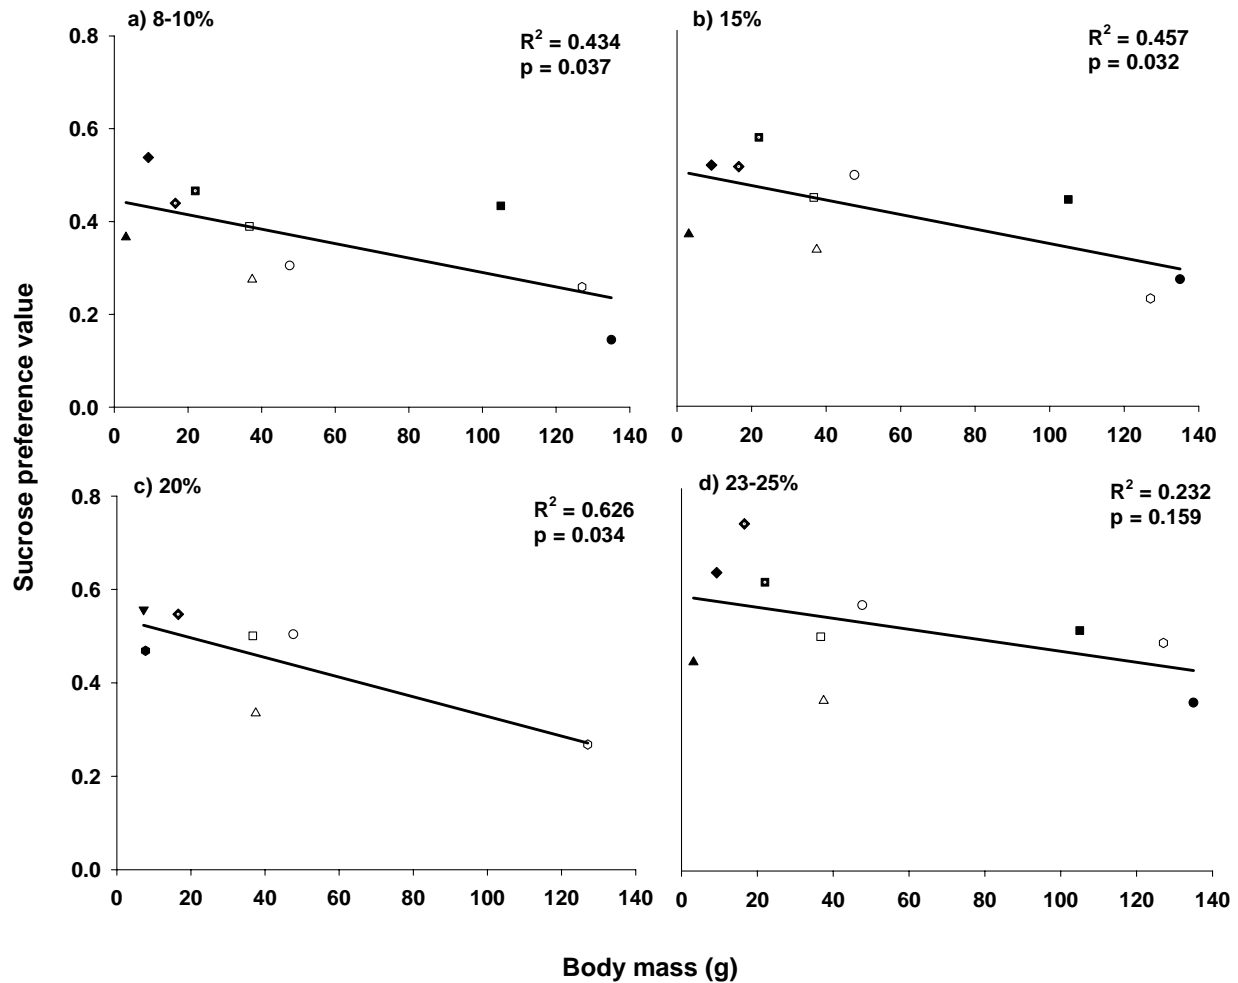 a) 8-10%
R² = 0.434
p = 0.037
0.8
0.6
0.4
0.2
0.0
0 20 40 60 80 100 120 140
b) 15%
R² = 0.457
p = 0.032
0 20 40 60 80 100 120 140
c) 20%
R² = 0.626
p = 0.034
0.8
0.6
0.4
0.2
0.0
0 20 40 60 80 100 120 140
d) 23-25%
R² = 0.232
p = 0.159
0 20 40 60 80 100 120 140
Sucrose preference value
Body mass (g)